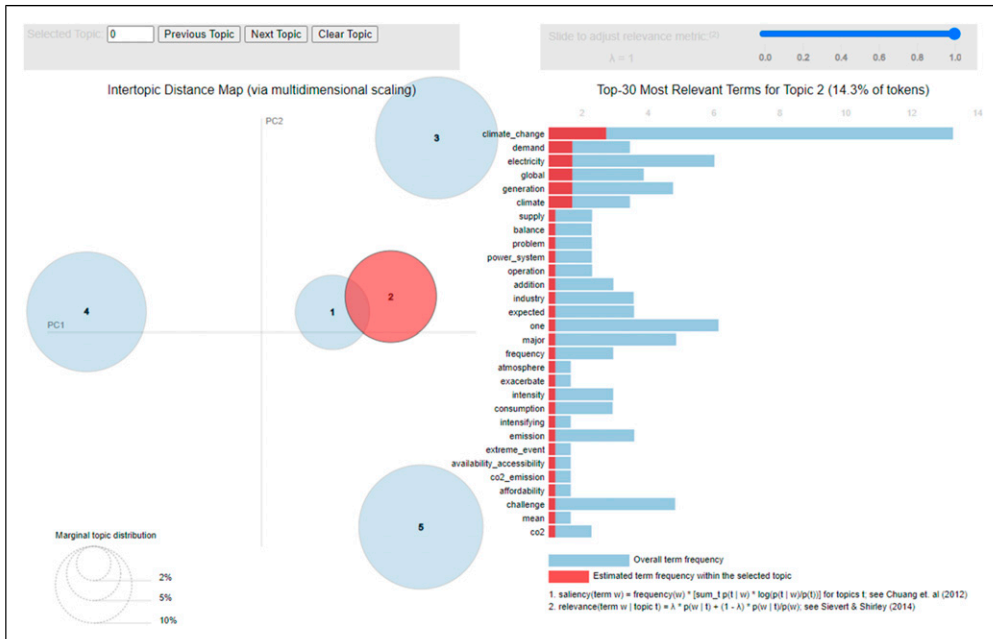 Selected Topic: 0 Previous Topic Next Topic Clear Topic
Slide to adjust relevance metric:(2)
λ = 1
0.0 0.2 0.4 0.6 0.8 1.0
Intertopic Distance Map (via multidimensional scaling)
PC2
PC1
3
4
1
2
5
Marginal topic distribution
2%
5%
10%
Top-30 Most Relevant Terms for Topic 2 (14.3% of tokens)
2 4 6 8 10 12 14
climate_change
demand
electricity
global
generation
climate
supply
balance
problem
power_system
operation
addition
industry
expected
one
major
frequency
atmosphere
exacerbate
intensity
consumption
intensifying
emission
extreme_event
availability_accessibility
co2_emission
affordability
challenge
mean
co2
Overall term frequency
Estimated term frequency within the selected topic
1. saliency(term w) = frequency(w) * [sum_t p(t | w) * log(p(t | w)/p(t))] for topics t; see Chuang et. al (2012)
2. relevance(term w | topic t) = λ * p(w | t) + (1 - λ) * p(w | t)/p(w); see Sievert & Shirley (2014)